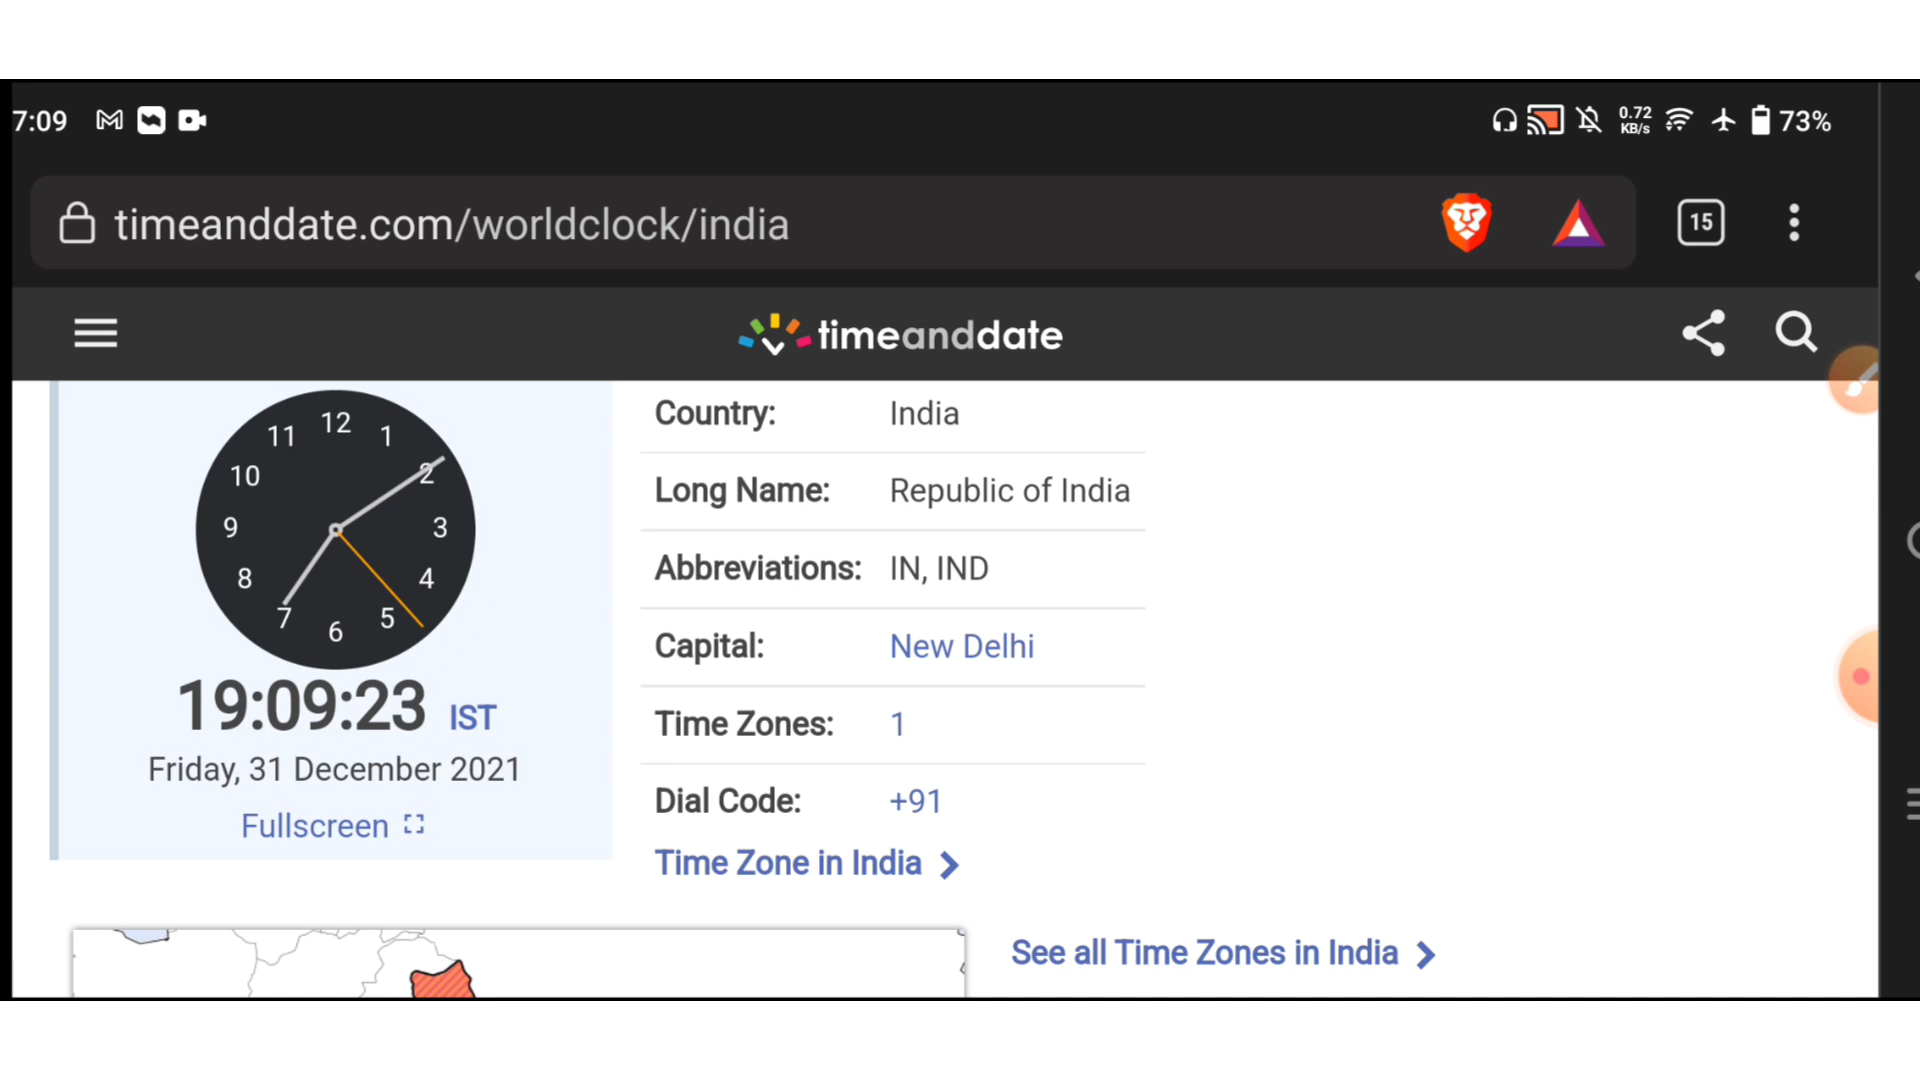 7:09
0.72
KB/s
73%
timeanddate.com/worldclock/india
15
timeanddate
12
11
1
10
2
9
3
8
4
7
5
6
19:09:23 IST
Friday, 31 December 2021
Fullscreen
Country: India
Long Name: Republic of India
Abbreviations: IN, IND
Capital: New Delhi
Time Zones: 1
Dial Code: +91
Time Zone in India
See all Time Zones in India